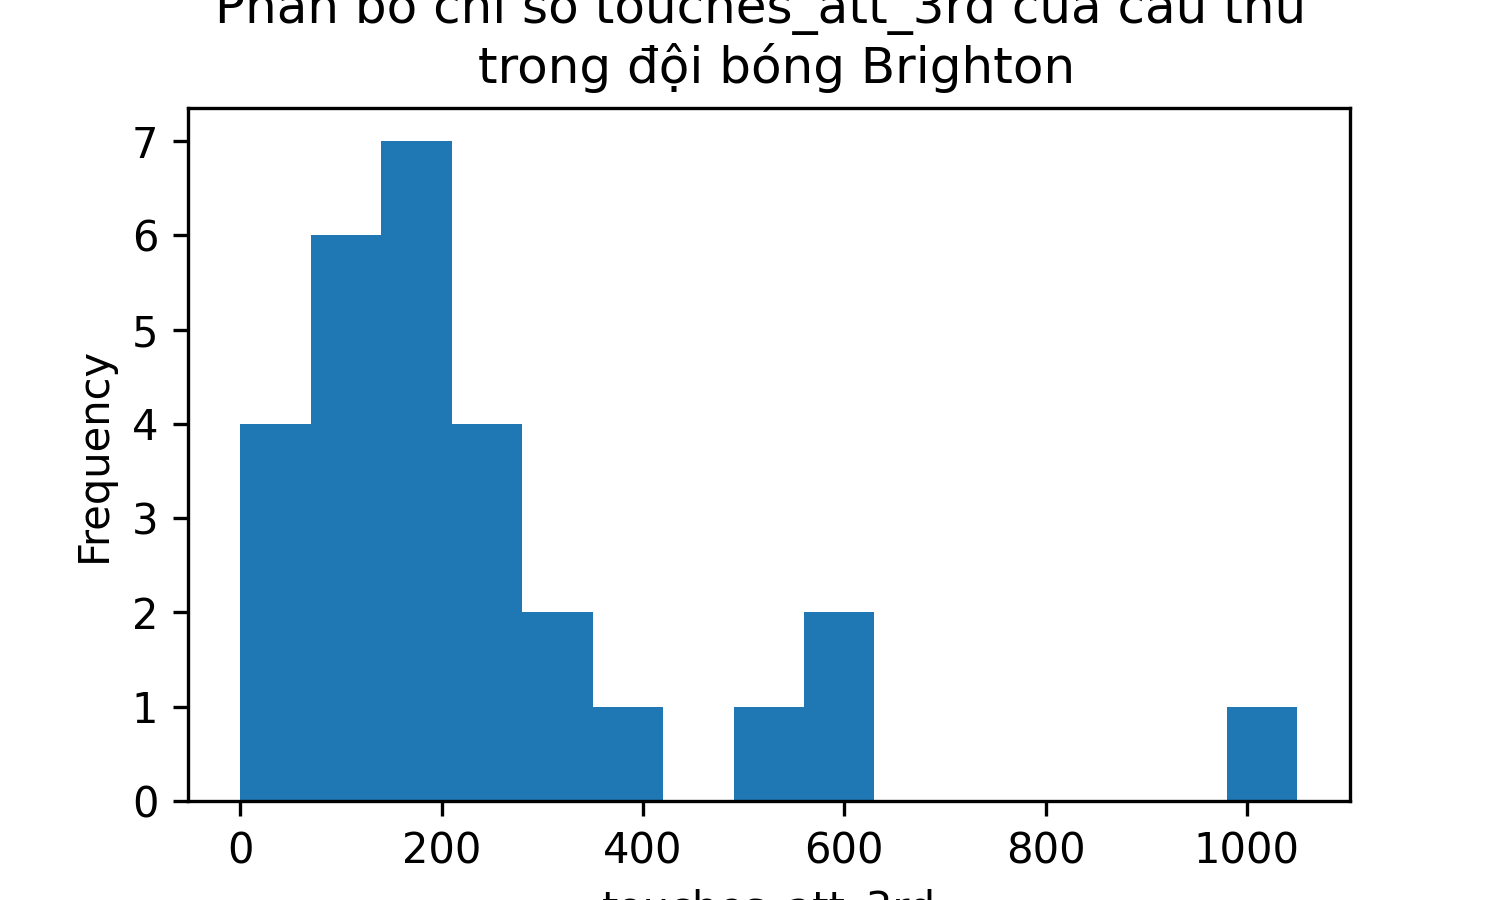 Phân bố chỉ số touches_att_3rd của cầu thủ
trong đội bóng Brighton
7
6
5
4
3
2
1
0
Frequency
0 200 400 600 800 1000
touches_att_3rd